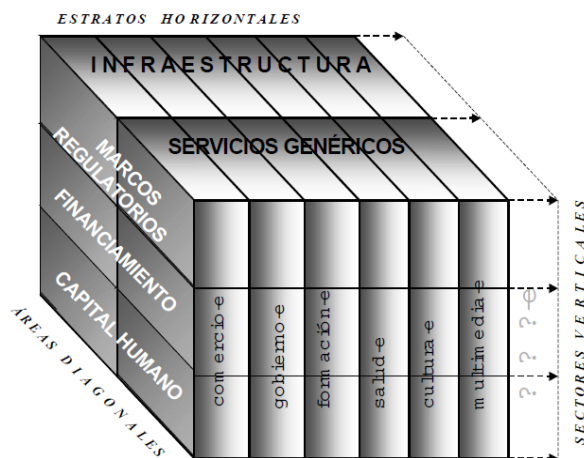 ESTRATOS HORIZONTALES
INFRAESTRUCTURA
SERVICIOS GENÉRICOS
MARCOS
REGULATORIOS
FINANCIAMIENTO
CAPITAL HUMANO
ÁREAS DIAGONALES
comercio-e
gobierno-e
formación-e
salud-e
cultura-e
multimedia-e
? ? ?-e
SECTORES VERTICALES